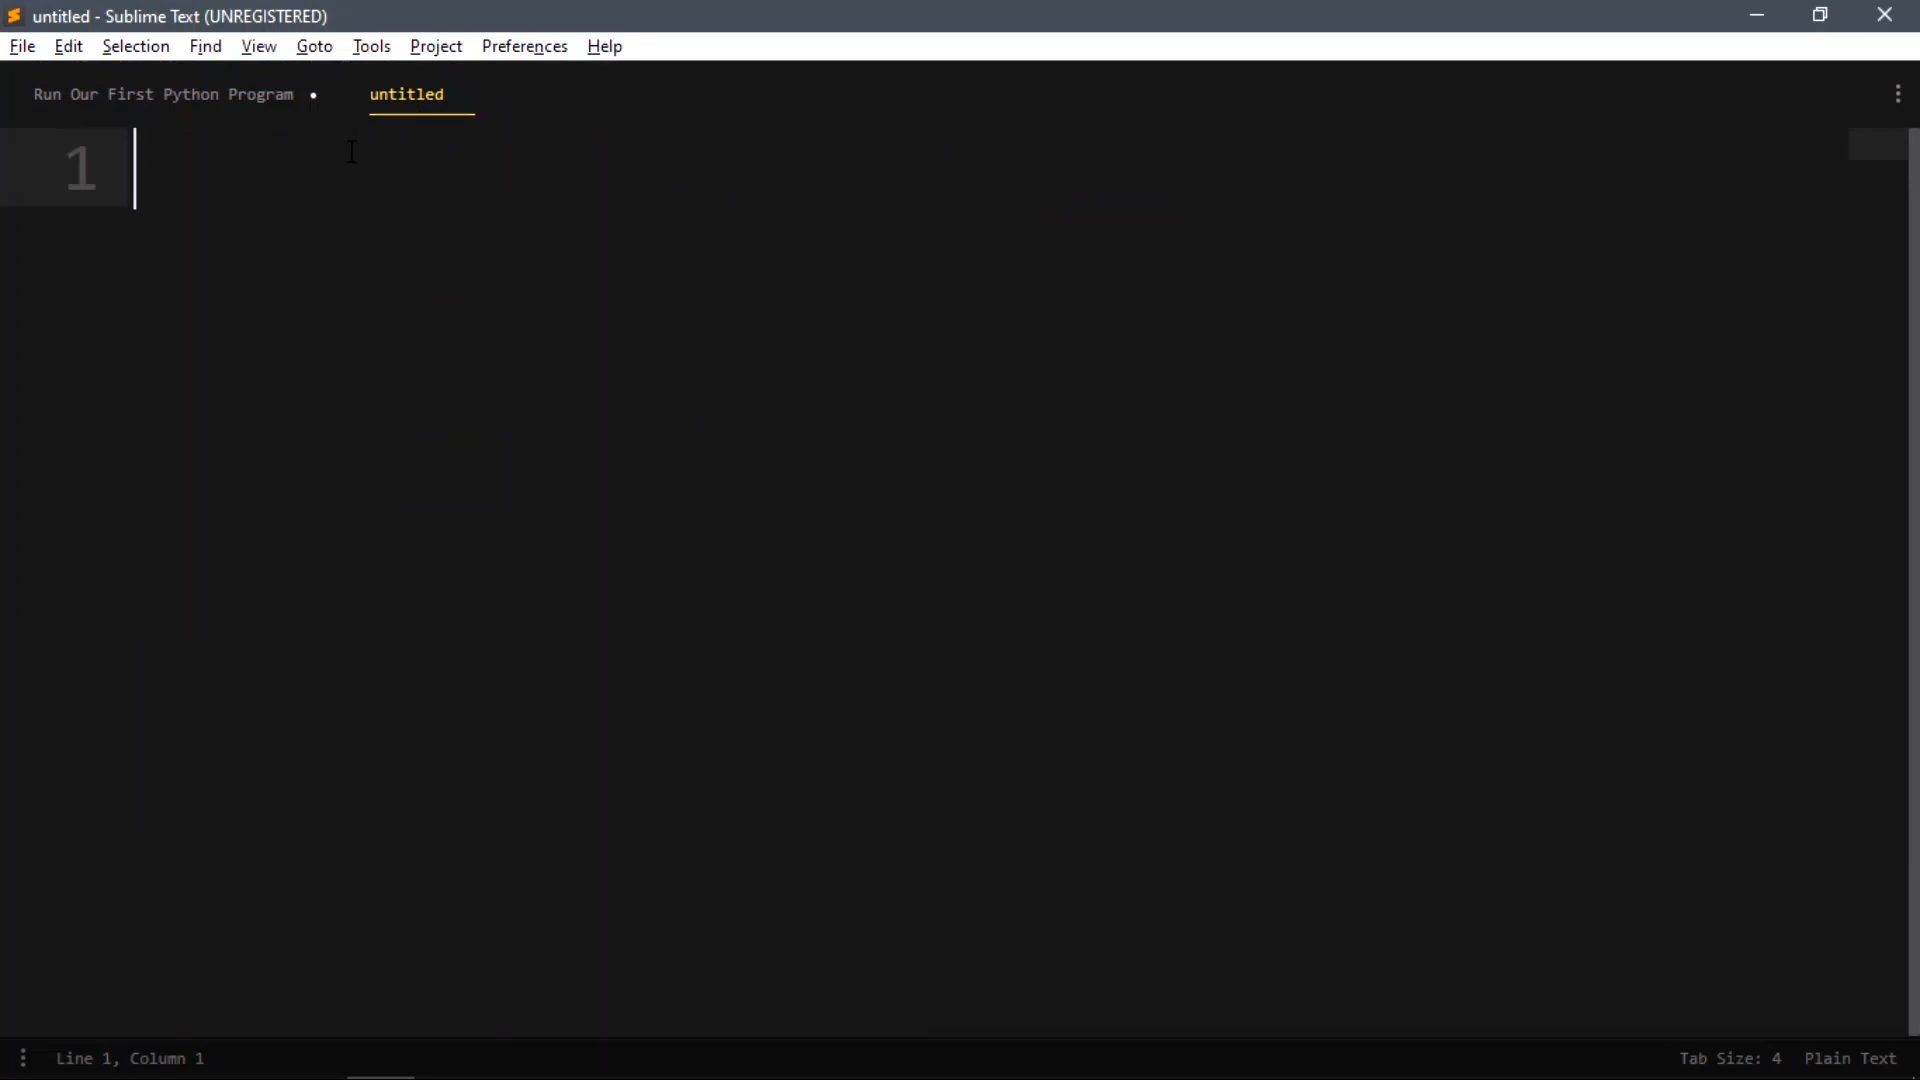 untitled - Sublime Text (UNREGISTERED)
File Edit Selection Find View Goto Tools Project Preferences Help
Run Our First Python Program untitled
1
Line 1, Column 1 Tab Size: 4 Plain Text